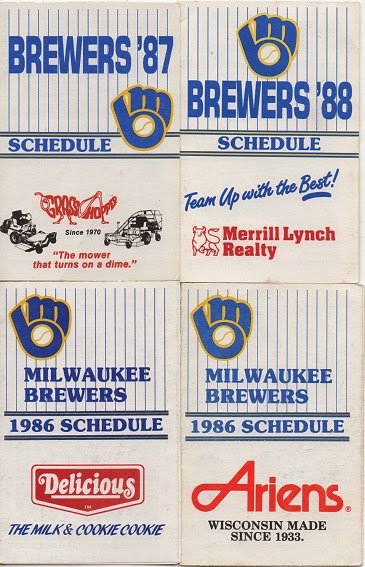 BREWERS '87
SCHEDULE
GRASSHOPPER
Since 1970
"The mower
that turns on a dime."
BREWERS '88
SCHEDULE
Team Up with the Best!
Merrill Lynch
Realty
MILWAUKEE
BREWERS
1986 SCHEDULE
Delicious
TM
THE MILK & COOKIE COOKIE
MILWAUKEE
BREWERS
1986 SCHEDULE
Ariens®
WISCONSIN MADE
SINCE 1933.